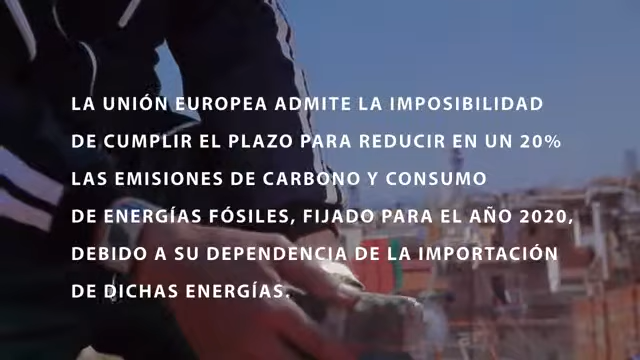 LA UNIÓN EUROPEA ADMITE LA IMPOSIBILIDAD
DE CUMPLIR EL PLAZO PARA REDUCIR EN UN 20%
LAS EMISIONES DE CARBONO Y CONSUMO
DE ENERGÍAS FÓSILES, FIJADO PARA EL AÑO 2020,
DEBIDO A SU DEPENDENCIA DE LA IMPORTACIÓN
DE DICHAS ENERGÍAS.